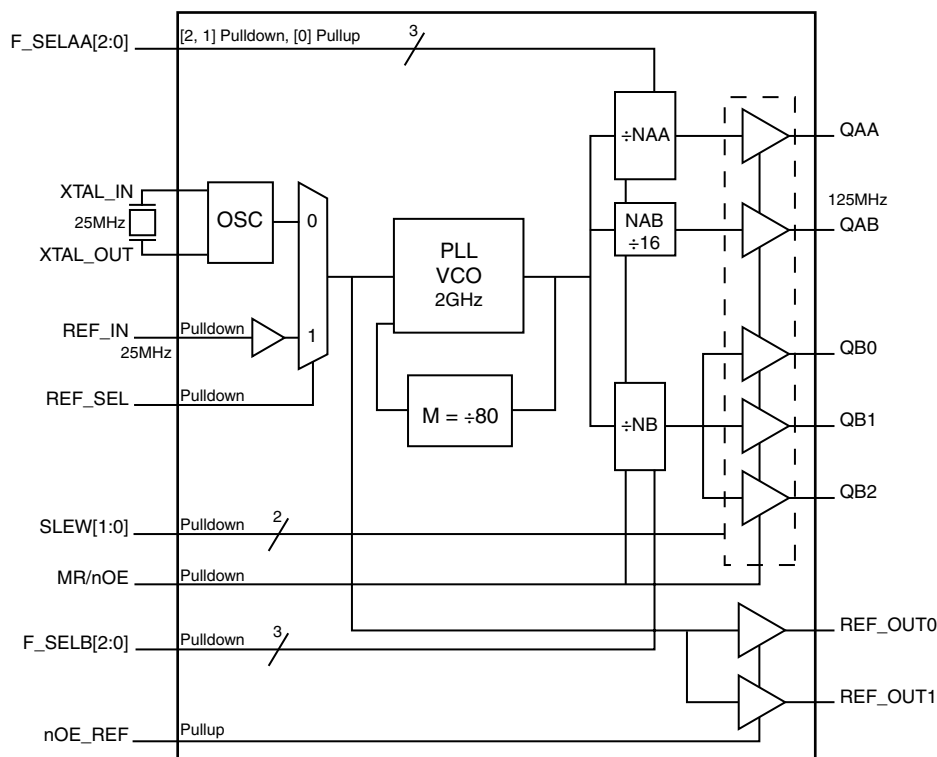 F_SELAA[2:0]
[2, 1] Pulldown, [0] Pullup
3
÷NAA
QAA
XTAL_IN
25MHz
XTAL_OUT
OSC
0
PLL
VCO
2GHz
NAB
÷16
125MHz
QAB
REF_IN
25MHz
Pulldown
1
QB0
REF_SEL
Pulldown
M = ÷80
÷NB
QB1
QB2
SLEW[1:0]
Pulldown
2
MR/nOE
Pulldown
F_SELB[2:0]
Pulldown
3
REF_OUT0
REF_OUT1
nOE_REF
Pullup